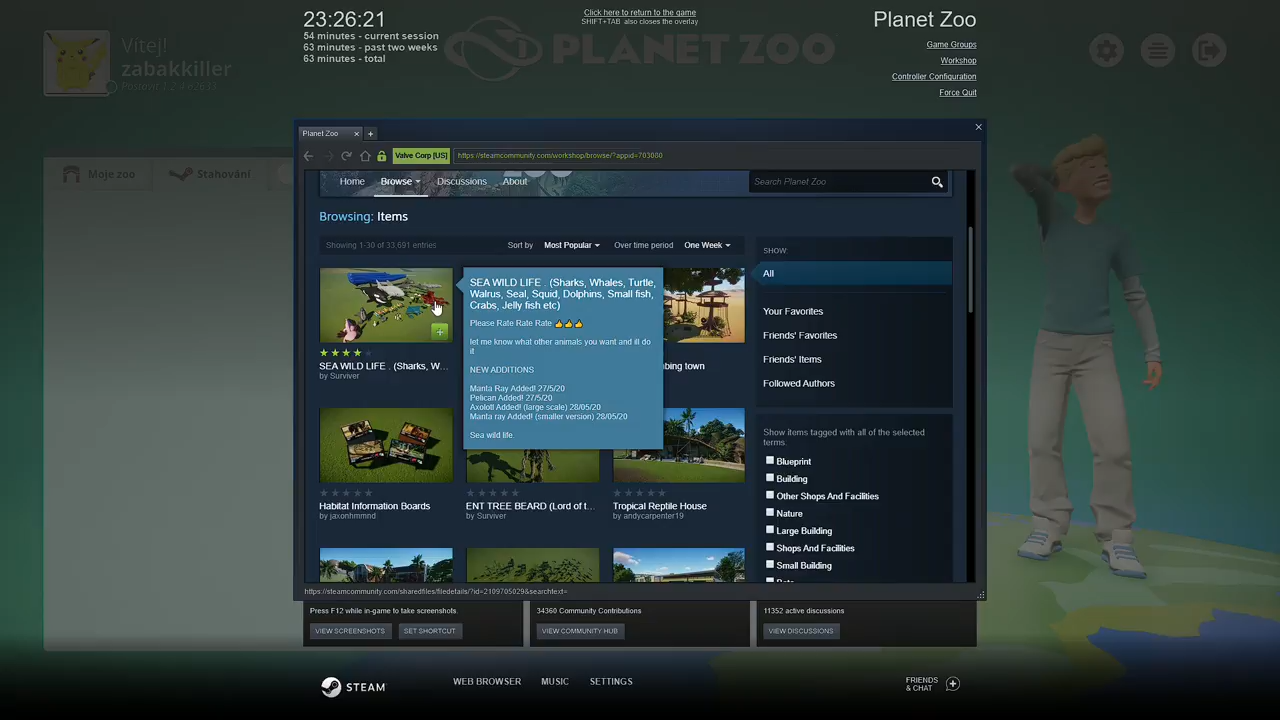 23:26:21
54 minutes - current session
63 minutes - past two weeks
63 minutes - total
Click here to return to the game
SHIFT+TAB also closes the overlay
Planet Zoo
Game Groups
Workshop
Controller Configuration
Force Quit
Vítej!
zabakkiller
PLANET ZOO
Moje zoo
Stahování
Planet Zoo
Valve Corp [US]
https://steamcommunity.com/workshop/browse/?appid=703080
Home
Browse
Discussions
About
Search Planet Zoo
Browsing: Items
Showing 1-30 of 33,691 entries
Sort by
Most Popular
Over time period
One Week
SEA WILD LIFE . (Sharks, W...
by Surviver
SEA WILD LIFE . (Sharks, Whales, Turtle,
Walrus, Seal, Squid, Dolphins, Small fish,
Crabs, Jelly fish etc)
Please Rate Rate Rate 👍👍👍
let me know what other animals you want and ill do
it
NEW ADDITIONS
Manta Ray Added! 27/5/20
Pelican Added! 27/5/20
Axololt Added! (large scale) 28/05/20
Manta ray Added! (smaller version) 28/05/20
Sea wild life.
town
Habitat Information Boards
by jaxonhmmnd
ENT TREE BEARD (Lord of t...
by Surviver
Tropical Reptile House
by andycarpenter19
SHOW:
All
Your Favorites
Friends' Favorites
Friends' Items
Followed Authors
Show items tagged with all of the selected
terms:
Blueprint
Building
Other Shops And Facilities
Nature
Large Building
Shops And Facilities
Small Building
https://steamcommunity.com/sharedfiles/filedetails/?id=2109705029&searchtext=
Press F12 while in-game to take screenshots.
VIEW SCREENSHOTS
SET SHORTCUT
34360 Community Contributions
VIEW COMMUNITY HUB
11352 active discussions
VIEW DISCUSSIONS
STEAM
WEB BROWSER
MUSIC
SETTINGS
FRIENDS
& CHAT